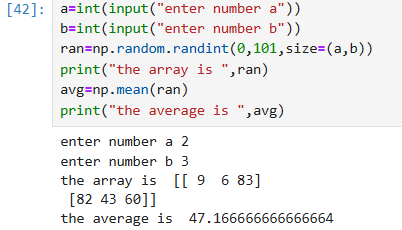 [42]: a=int(input("enter number a"))
b=int(input("enter number b"))
ran=np.random.randint(0,101,size=(a,b))
print("the array is ",ran)
avg=np.mean(ran)
print("the average is ",avg)
enter number a 2
enter number b 3
the array is  [[ 9  6 83]
 [82 43 60]]
the average is  47.166666666666664